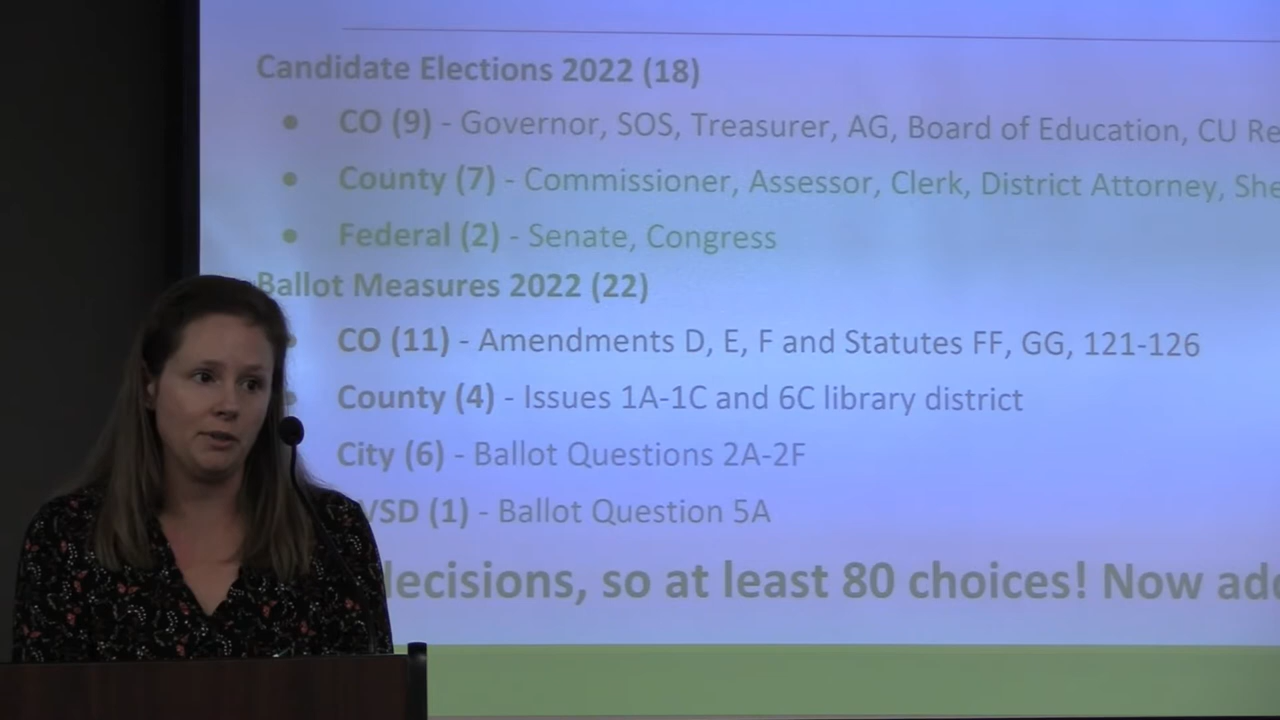 Candidate Elections 2022 (18)
• CO (9) - Governor, SOS, Treasurer, AG, Board of Education, CU Re
• County (7) - Commissioner, Assessor, Clerk, District Attorney, She
• Federal (2) - Senate, Congress
Ballot Measures 2022 (22)
CO (11) - Amendments D, E, F and Statutes FF, GG, 121-126
County (4) - Issues 1A-1C and 6C library district
City (6) - Ballot Questions 2A-2F
VSD (1) - Ballot Question 5A
decisions, so at least 80 choices! Now